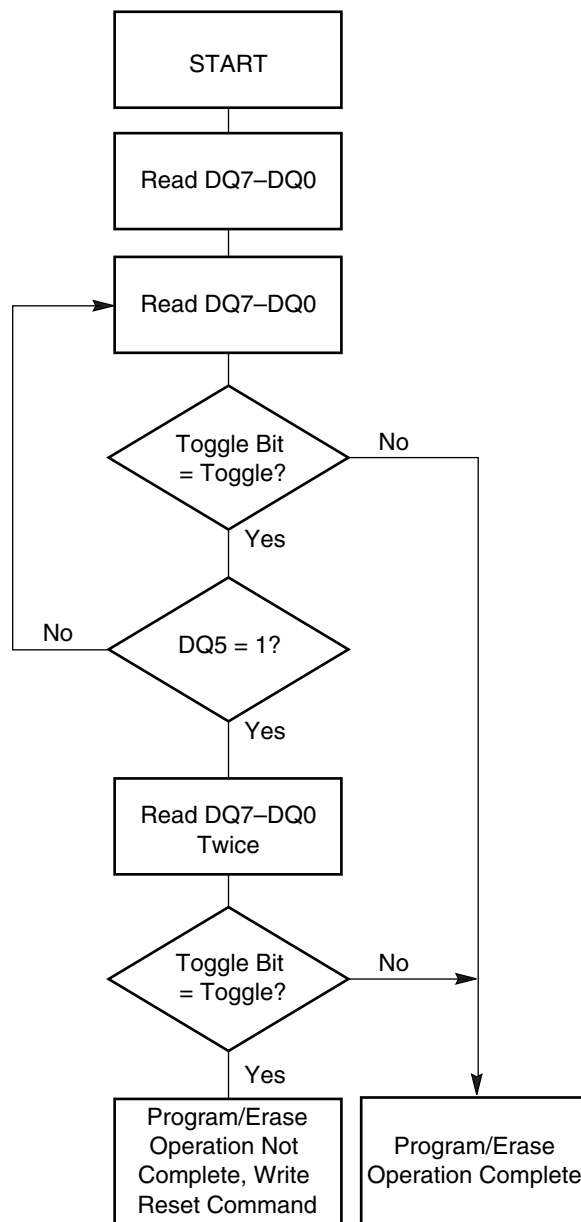 START
Read DQ7–DQ0
Read DQ7–DQ0
Toggle Bit
= Toggle?
No
Yes
No
DQ5 = 1?
Yes
Read DQ7–DQ0
Twice
Toggle Bit
= Toggle?
No
Yes
Program/Erase
Operation Not
Complete, Write
Reset Command
Program/Erase
Operation Complete